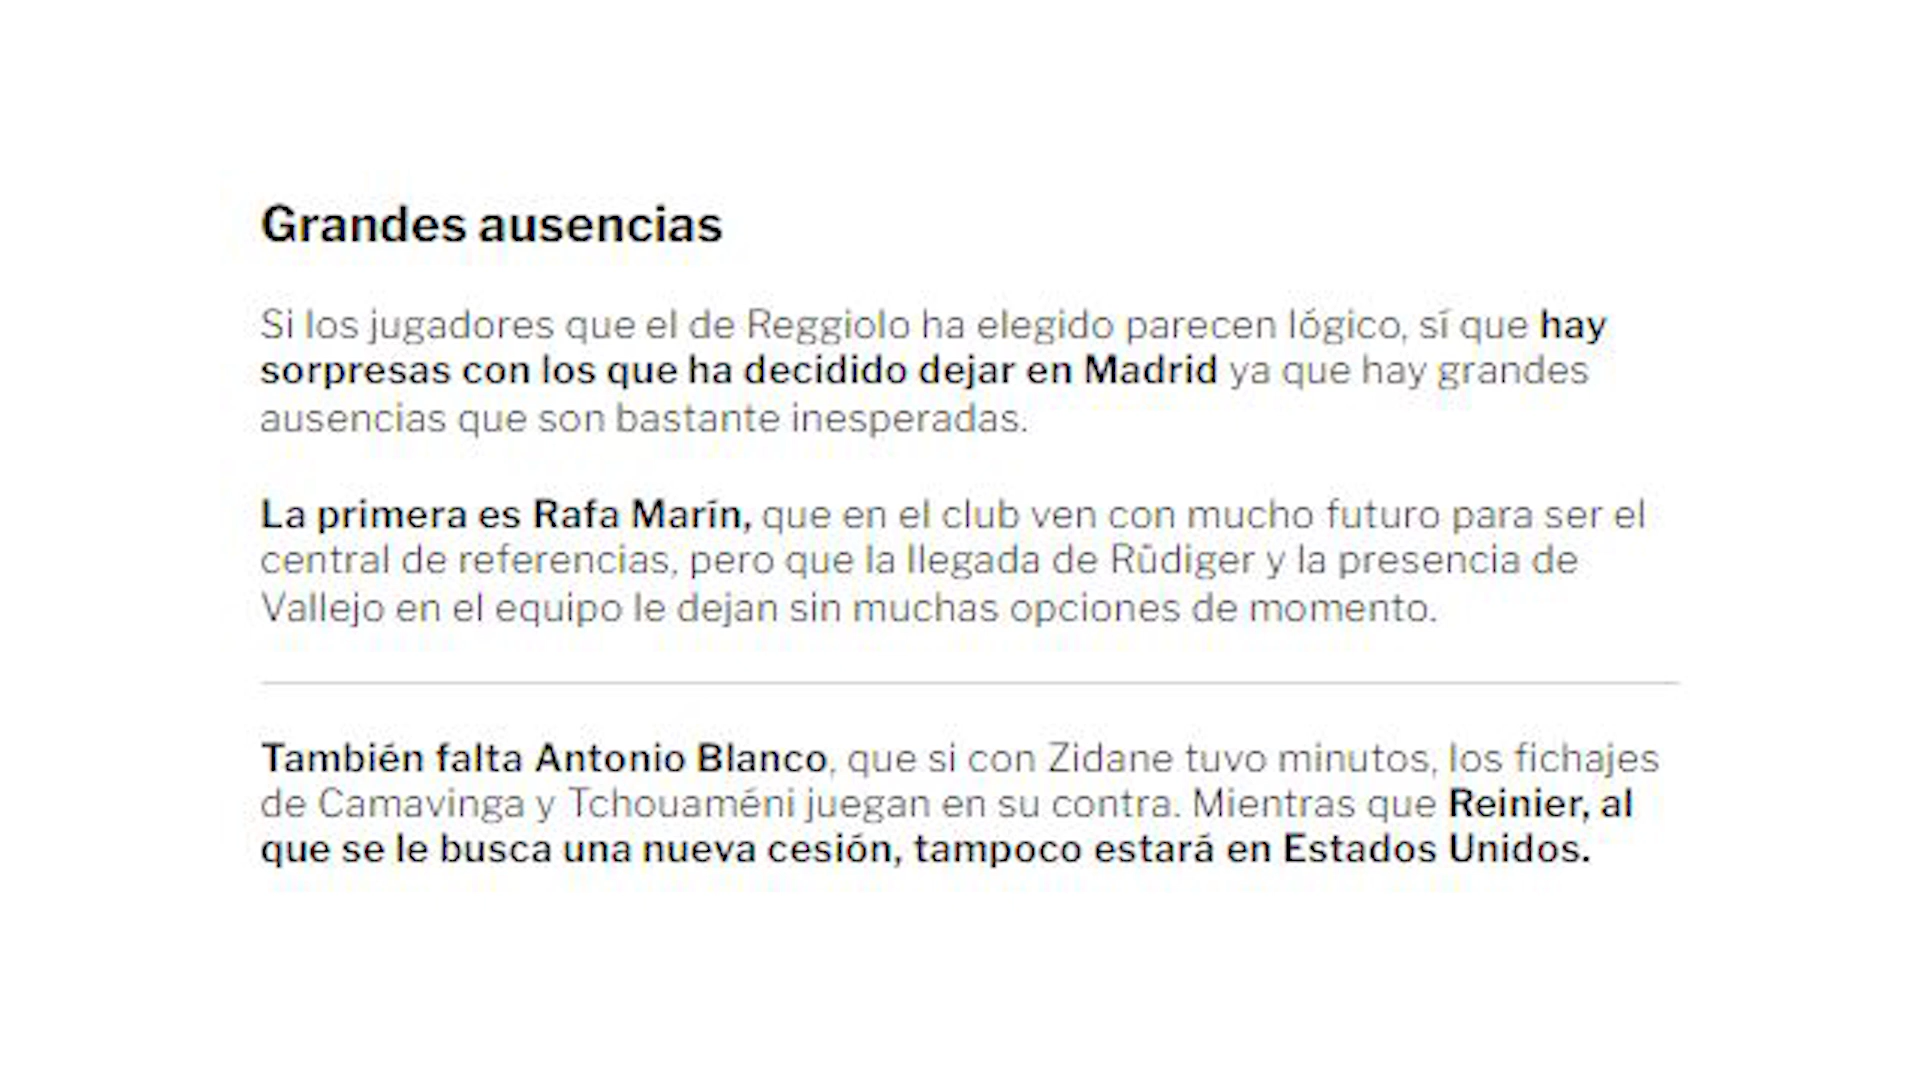 Grandes ausencias
Si los jugadores que el de Reggiolo ha elegido parecen lógico, sí que hay
sorpresas con los que ha decidido dejar en Madrid ya que hay grandes
ausencias que son bastante inesperadas.
La primera es Rafa Marín, que en el club ven con mucho futuro para ser el
central de referencias, pero que la llegada de Rüdiger y la presencia de
Vallejo en el equipo le dejan sin muchas opciones de momento.
También falta Antonio Blanco, que si con Zidane tuvo minutos, los fichajes
de Camavinga y Tchouaméni juegan en su contra. Mientras que Reinier, al
que se le busca una nueva cesión, tampoco estará en Estados Unidos.